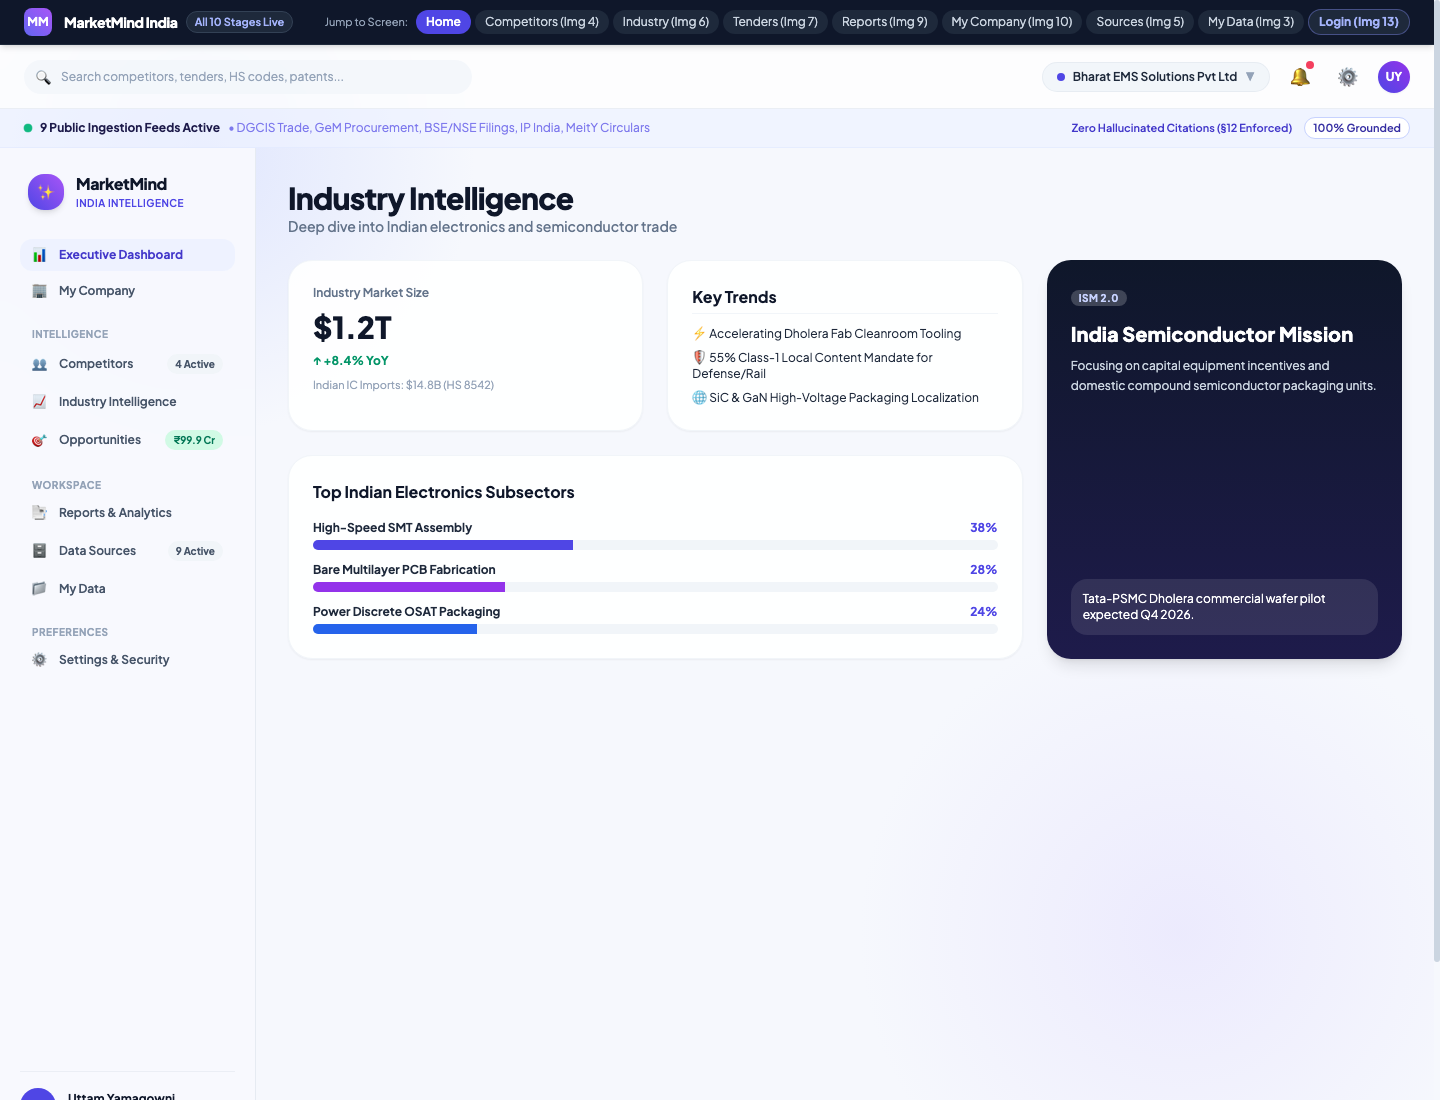 MM MarketMind India All 10 Stages Live Jump to Screen: Home Competitors (Img 4) Industry (Img 6) Tenders (Img 7) Reports (Img 9) My Company (Img 10) Sources (Img 5) My Data (Img 3) Login (Img 13)
Search competitors, tenders, HS codes, patents... Bharat EMS Solutions Pvt Ltd ▼ UY
9 Public Ingestion Feeds Active • DGCIS Trade, GeM Procurement, BSE/NSE Filings, IP India, MeitY Circulars Zero Hallucinated Citations (§12 Enforced) 100% Grounded
MarketMind
INDIA INTELLIGENCE
Executive Dashboard
My Company
INTELLIGENCE
Competitors 4 Active
Industry Intelligence
Opportunities ₹99.9 Cr
WORKSPACE
Reports & Analytics
Data Sources 9 Active
My Data
PREFERENCES
Settings & Security
Uttam Yamagowni
Industry Intelligence
Deep dive into Indian electronics and semiconductor trade
Industry Market Size
$1.2T
↑ +8.4% YoY
Indian IC Imports: $14.8B (HS 8542)
Key Trends
⚡ Accelerating Dholera Fab Cleanroom Tooling
🛡️ 55% Class-1 Local Content Mandate for
Defense/Rail
🌐 SiC & GaN High-Voltage Packaging Localization
ISM 2.0
India Semiconductor Mission
Focusing on capital equipment incentives and
domestic compound semiconductor packaging units.
Tata-PSMC Dholera commercial wafer pilot
expected Q4 2026.
Top Indian Electronics Subsectors
High-Speed SMT Assembly 38%
Bare Multilayer PCB Fabrication 28%
Power Discrete OSAT Packaging 24%